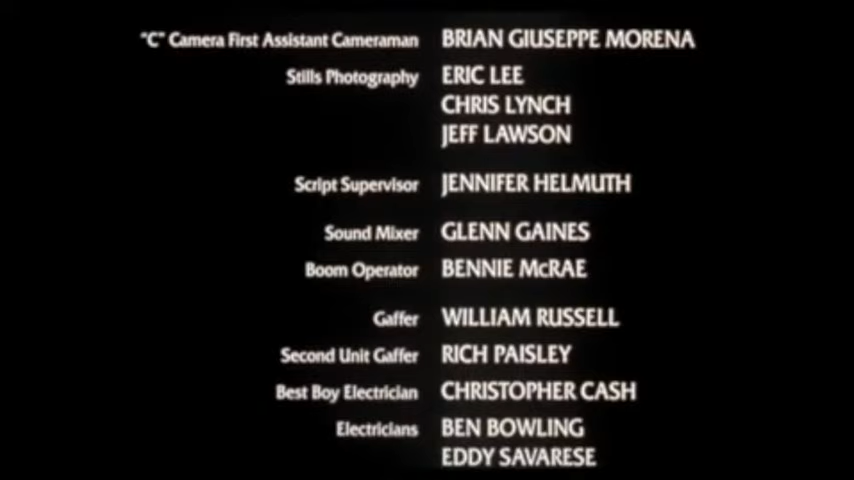 "C" Camera First Assistant Cameraman BRIAN GIUSEPPE MORENA
Stills Photography ERIC LEE
CHRIS LYNCH
JEFF LAWSON
Script Supervisor JENNIFER HELMUTH
Sound Mixer GLENN GAINES
Boom Operator BENNIE McRAE
Gaffer WILLIAM RUSSELL
Second Unit Gaffer RICH PAISLEY
Best Boy Electrician CHRISTOPHER CASH
Electricians BEN BOWLING
EDDY SAVARESE